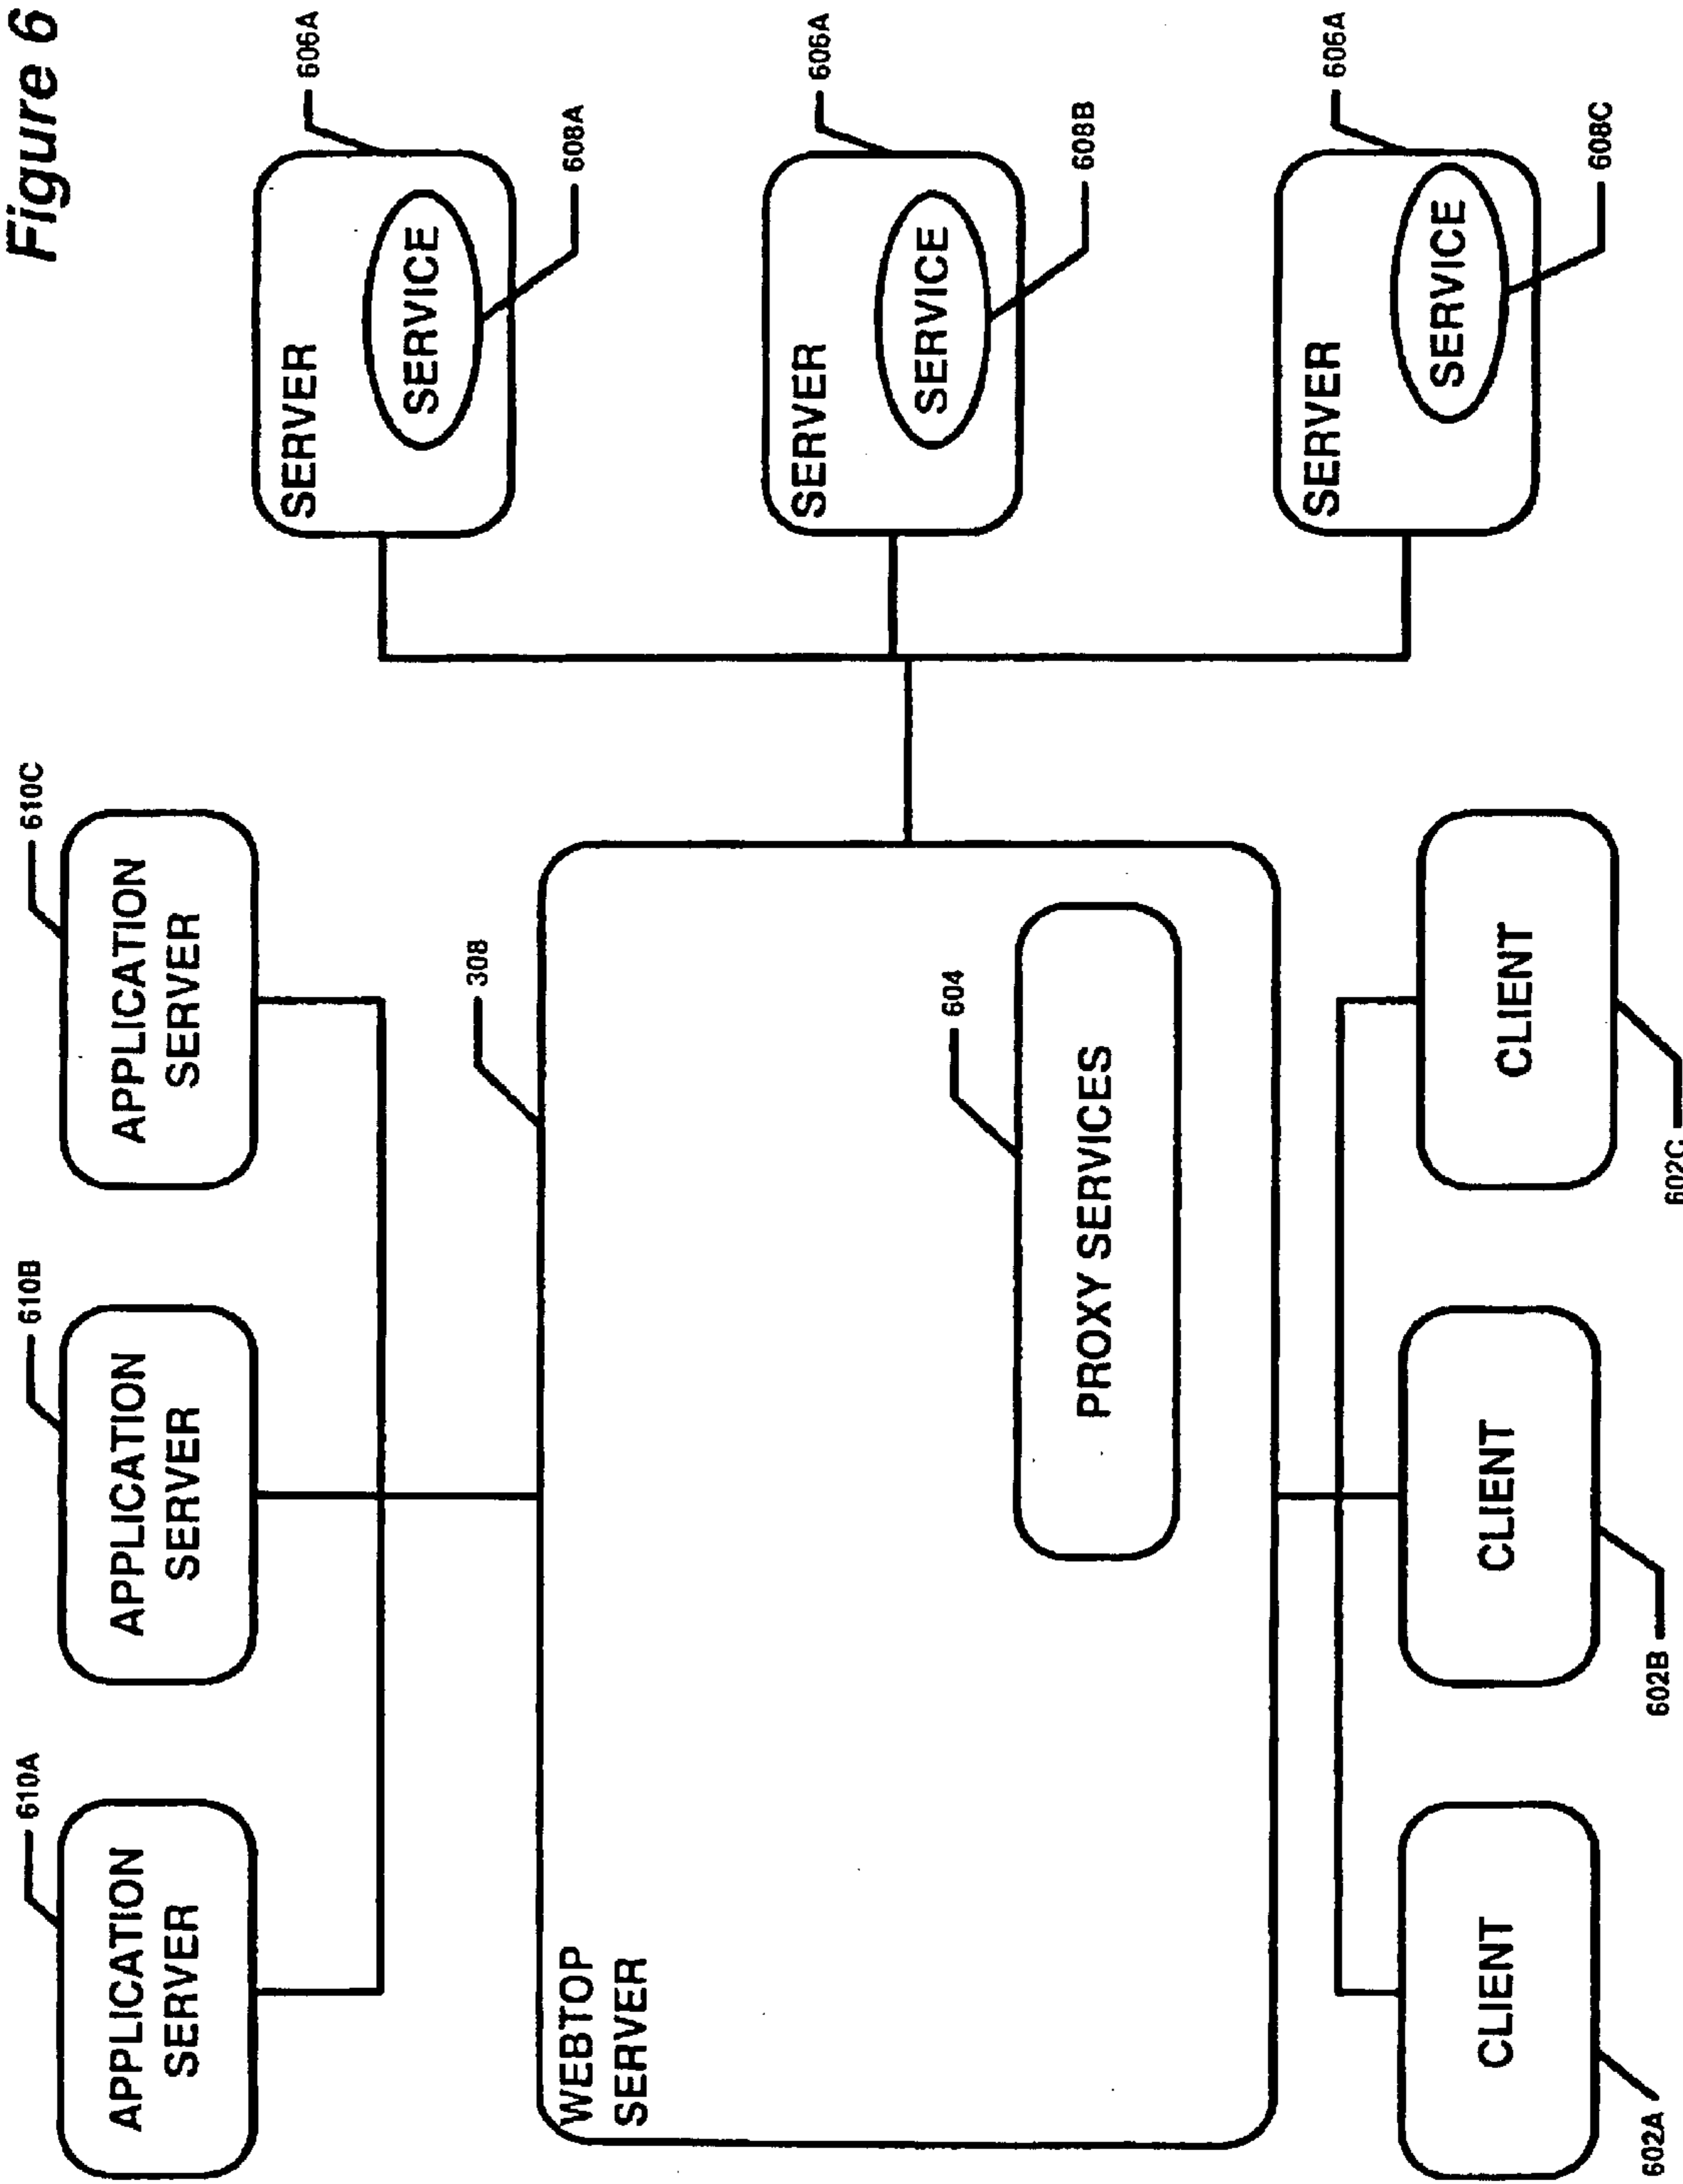 Figure 6
610A
610B
610C
APPLICATION
SERVER
APPLICATION
SERVER
APPLICATION
SERVER
606A
SERVER
SERVICE
608A
308
WEBTOP
SERVER
606A
SERVER
SERVICE
608B
604
PROXY SERVICES
606A
SERVER
SERVICE
608C
CLIENT
CLIENT
CLIENT
602A
602B
602C